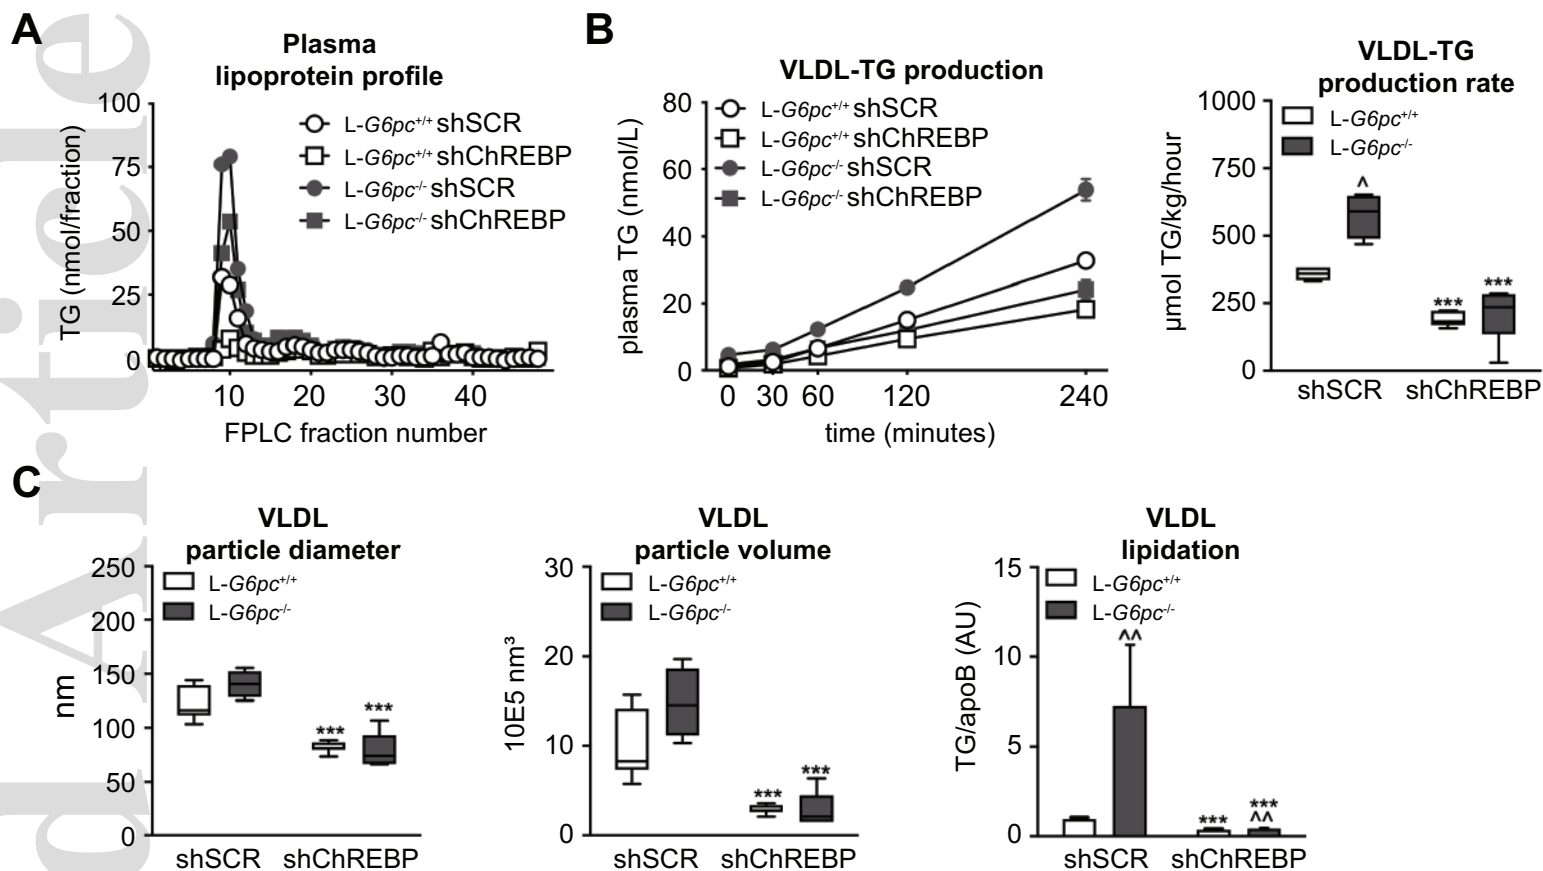 A
Plasma
lipoprotein profile
100
75
50
25
0
TG (nmol/fraction)
L-G6pc+/+ shSCR
L-G6pc+/+ shChREBP
L-G6pc-/- shSCR
L-G6pc-/- shChREBP
10 20 30 40
FPLC fraction number
B
VLDL-TG production
80
60
40
20
0
plasma TG (nmol/L)
L-G6pc+/+ shSCR
L-G6pc+/+ shChREBP
L-G6pc-/- shSCR
L-G6pc-/- shChREBP
0 30 60 120 240
time (minutes)
VLDL-TG
production rate
1000
750
500
250
0
µmol TG/kg/hour
L-G6pc+/+
L-G6pc-/-
^
***
***
shSCR shChREBP
C
VLDL
particle diameter
250
200
150
100
50
0
nm
L-G6pc+/+
L-G6pc-/-
***
***
shSCR shChREBP
VLDL
particle volume
30
20
10
0
10E5 nm³
L-G6pc+/+
L-G6pc-/-
***
***
shSCR shChREBP
VLDL
lipidation
15
10
5
0
TG/apoB (AU)
L-G6pc+/+
L-G6pc-/-
^^
***
***
^^
shSCR shChREBP
d Article